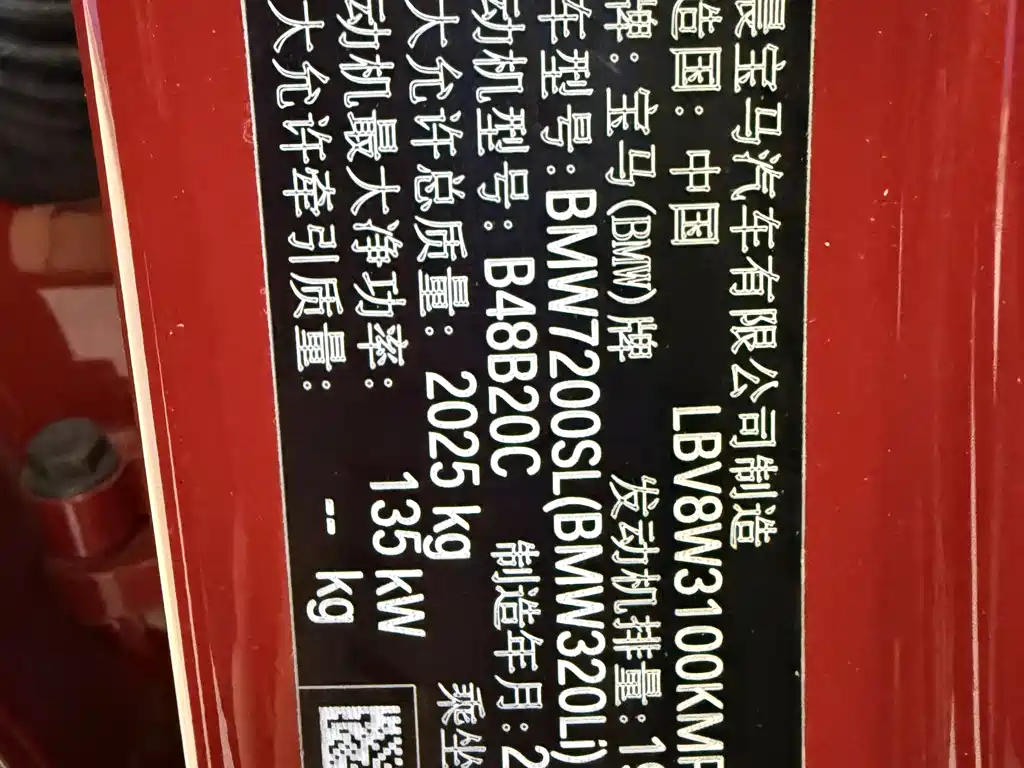 晨宝马汽车有限公司制造
造国：中国 LBV8W3100KM
牌：宝马(BMW)牌 发动机排量：19
车型号：BMW7200SL(BMW320Li)
动机型号：B48B20C 制造年月：2
大允许总质量：2025 kg 乘坐
动机最大净功率：135 kW
大允许牵引质量：-- kg